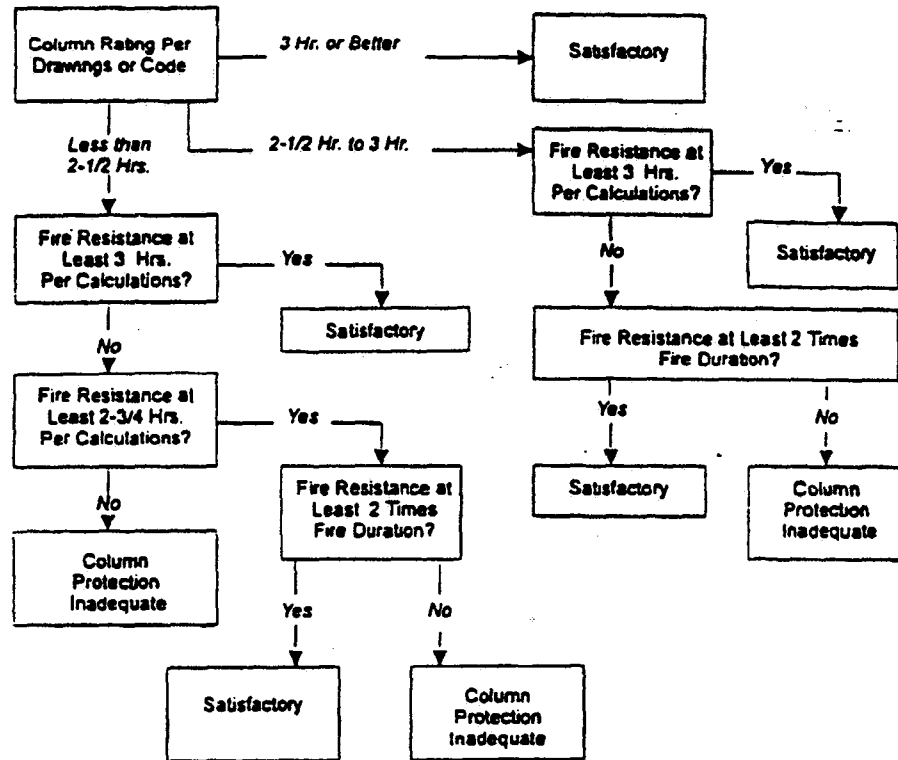 Column Rating Per
Drawings or Code
3 Hr. or Better
Satisfactory
Less than
2-1/2 Hrs.
2-1/2 Hr. to 3 Hr.
Fire Resistance at
Least 3 Hrs.
Per Calculations?
Yes
Satisfactory
No
Fire Resistance at Least 2 Times
Fire Duration?
Yes
Satisfactory
No
Column
Protection
Inadequate
Fire Resistance at
Least 3 Hrs.
Per Calculations?
Yes
Satisfactory
No
Fire Resistance at
Least 2-3/4 Hrs.
Per Calculations?
Yes
Fire Resistance at
Least 2 Times
Fire Duration?
No
Column
Protection
Inadequate
Yes
Satisfactory
No
Column
Protection
Inadequate